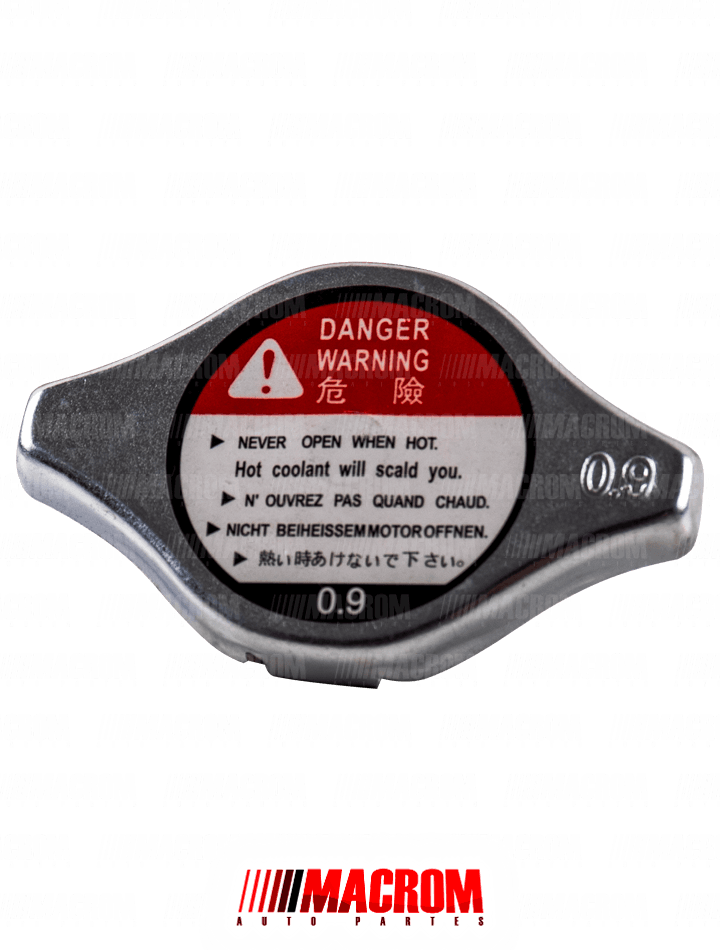 DANGER
WARNING
危 險
▶ NEVER OPEN WHEN HOT.
Hot coolant will scald you.
▶ N' OUVREZ PAS QUAND CHAUD.
▶ NICHT BEIHEISSEM MOTOR OFFNEN.
▶ 熱い時あけないで下さい。
0.9
0.9
MACROM
AUTO PARTES